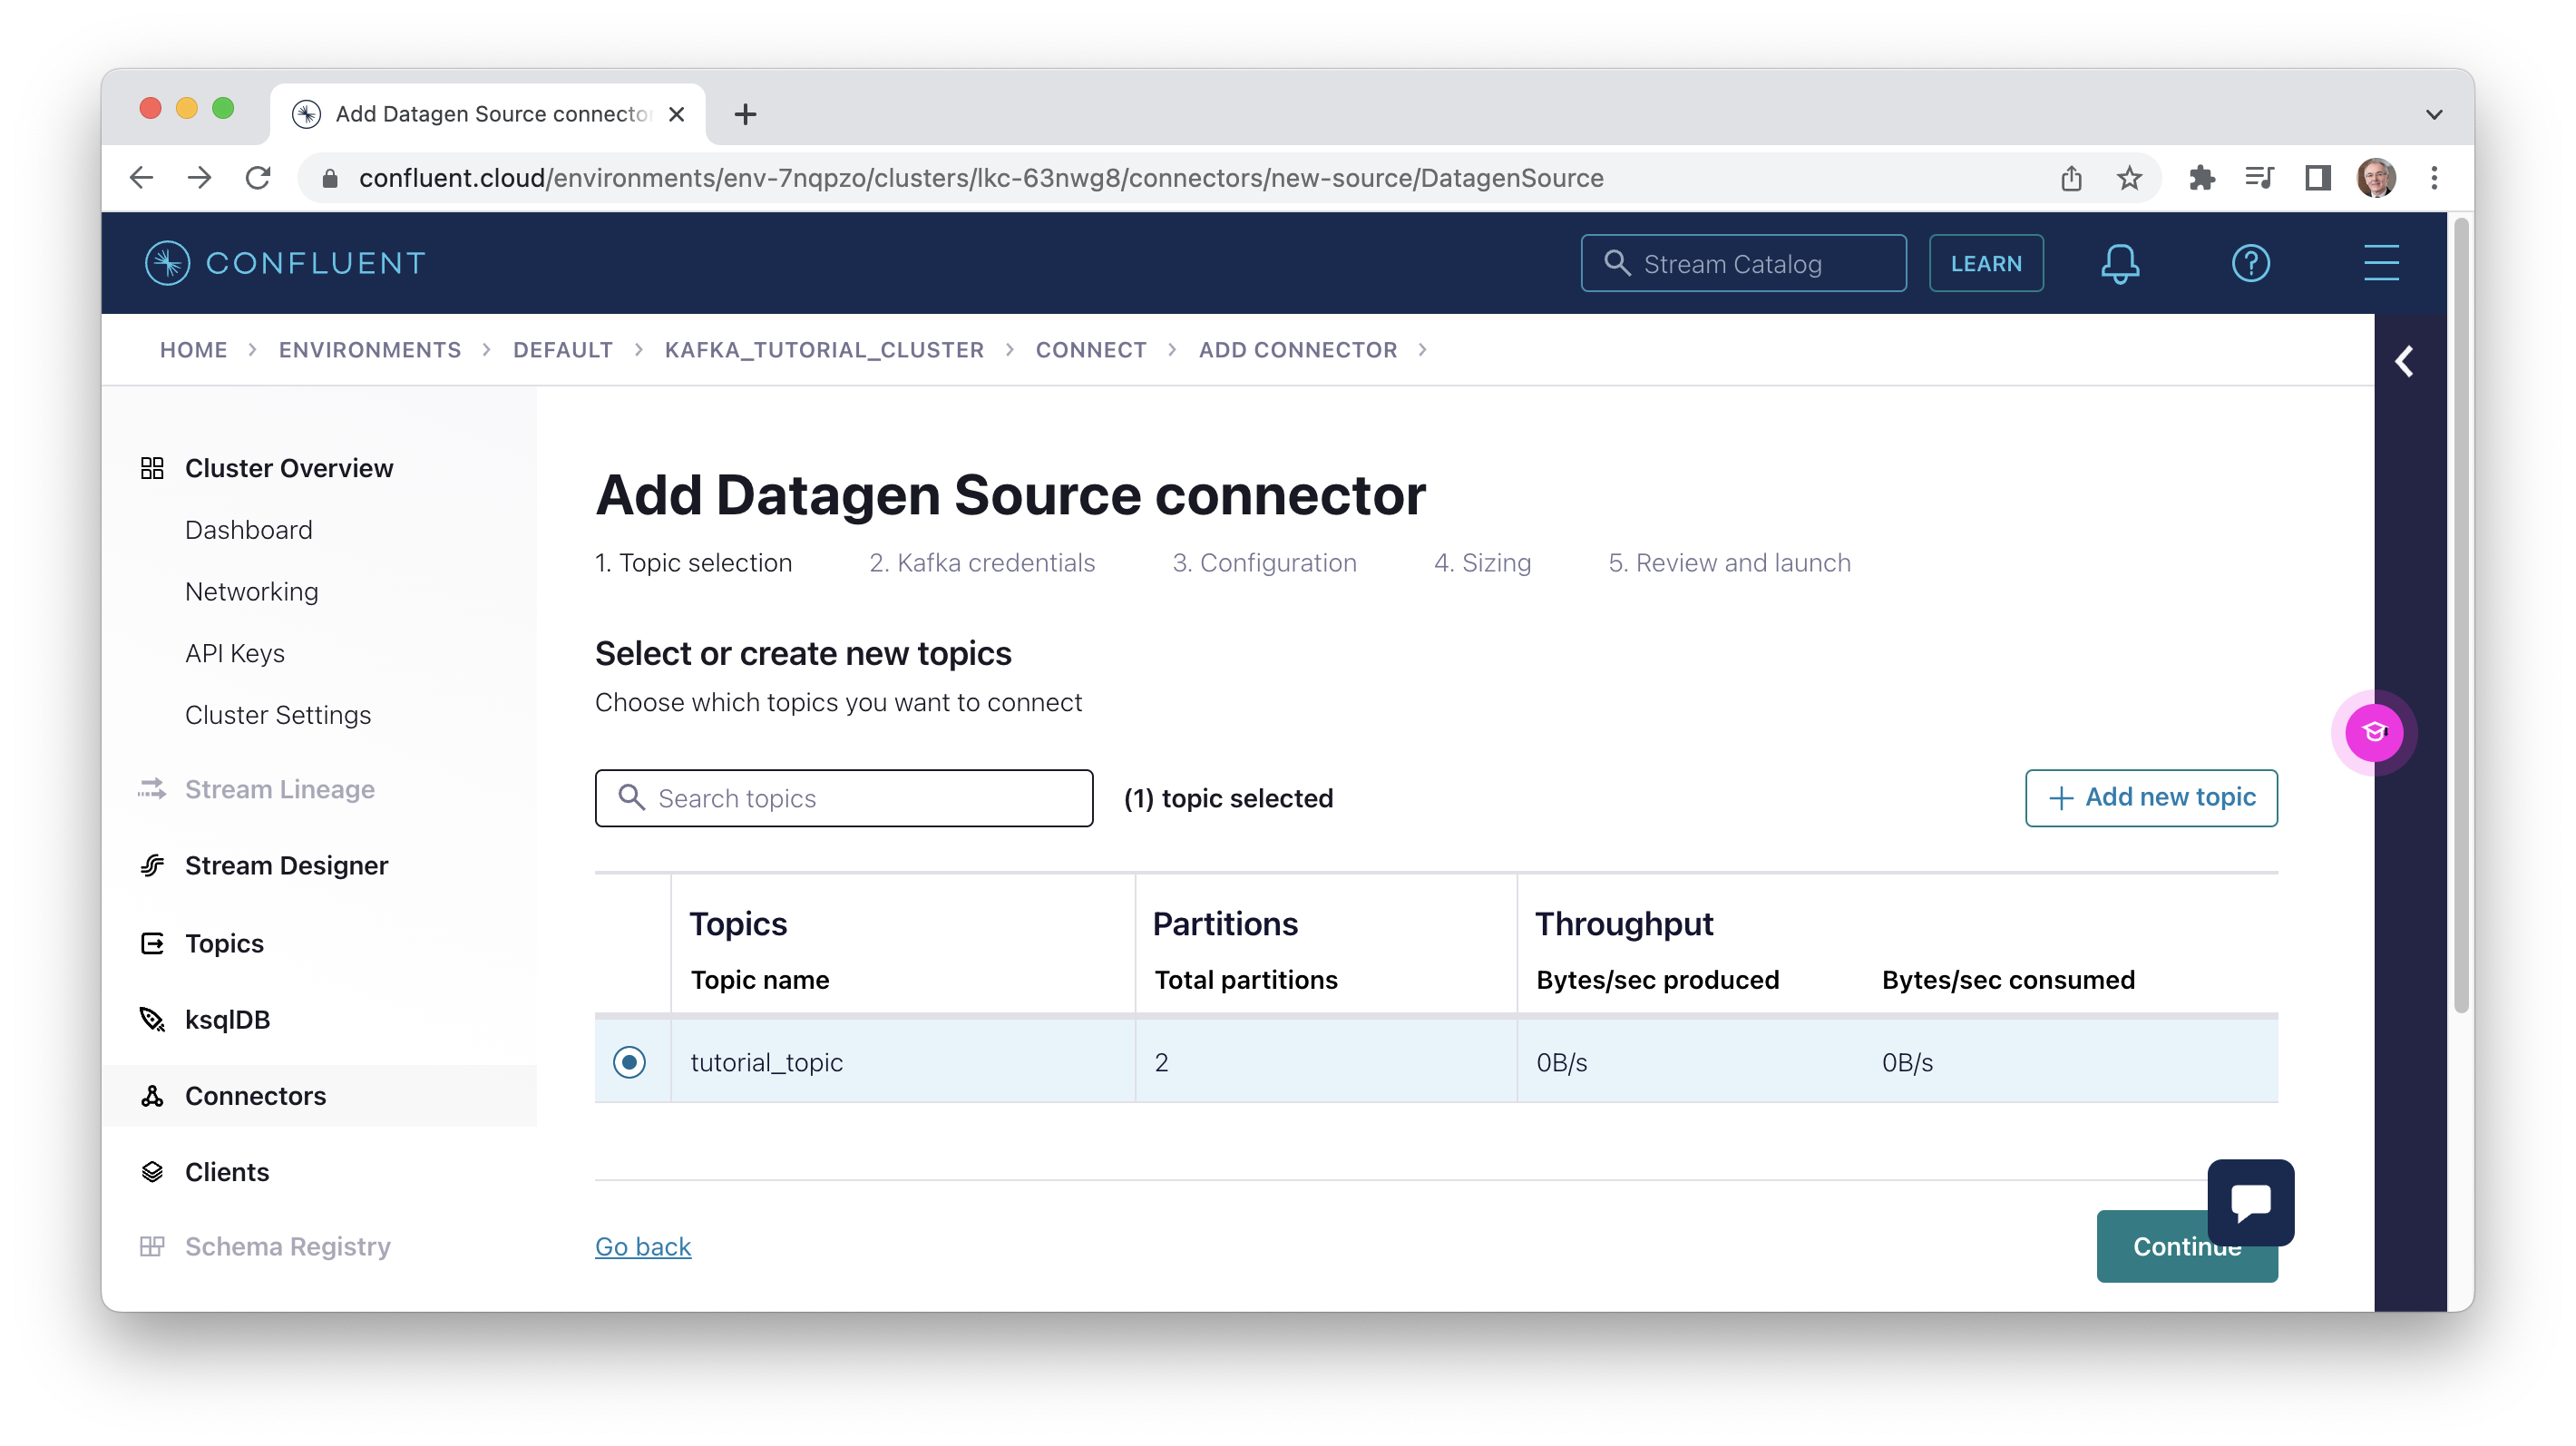 Add Datagen Source connector
confluent.cloud/environments/env-7nqpzo/clusters/lkc-63nwg8/connectors/new-source/DatagenSource
CONFLUENT
Stream Catalog
LEARN
HOME > ENVIRONMENTS > DEFAULT > KAFKA_TUTORIAL_CLUSTER > CONNECT > ADD CONNECTOR >
Cluster Overview
Dashboard
Networking
API Keys
Cluster Settings
Stream Lineage
Stream Designer
Topics
ksqlDB
Connectors
Clients
Schema Registry
Add Datagen Source connector
1. Topic selection 2. Kafka credentials 3. Configuration 4. Sizing 5. Review and launch
Select or create new topics
Choose which topics you want to connect
Search topics (1) topic selected + Add new topic
Topics Partitions Throughput
Topic name Total partitions Bytes/sec produced Bytes/sec consumed
tutorial_topic 2 0B/s 0B/s
Go back Continue